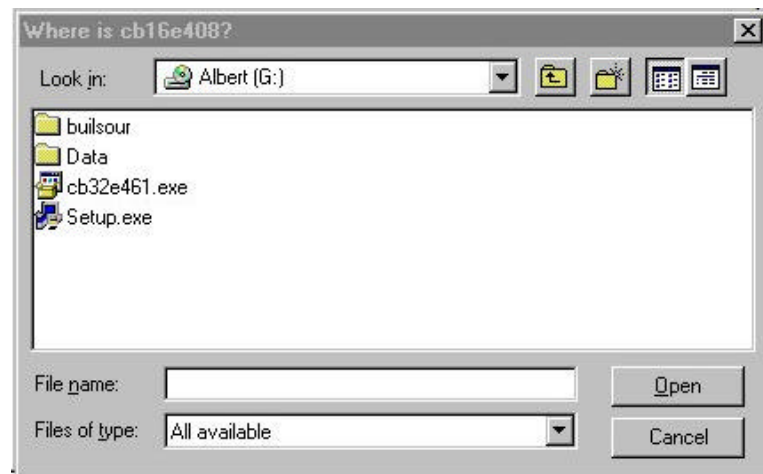 Where is cb16e408?
Look in: Albert (G:)
builsour
Data
cb32e461.exe
Setup.exe
File name: Open
Files of type: All available Cancel